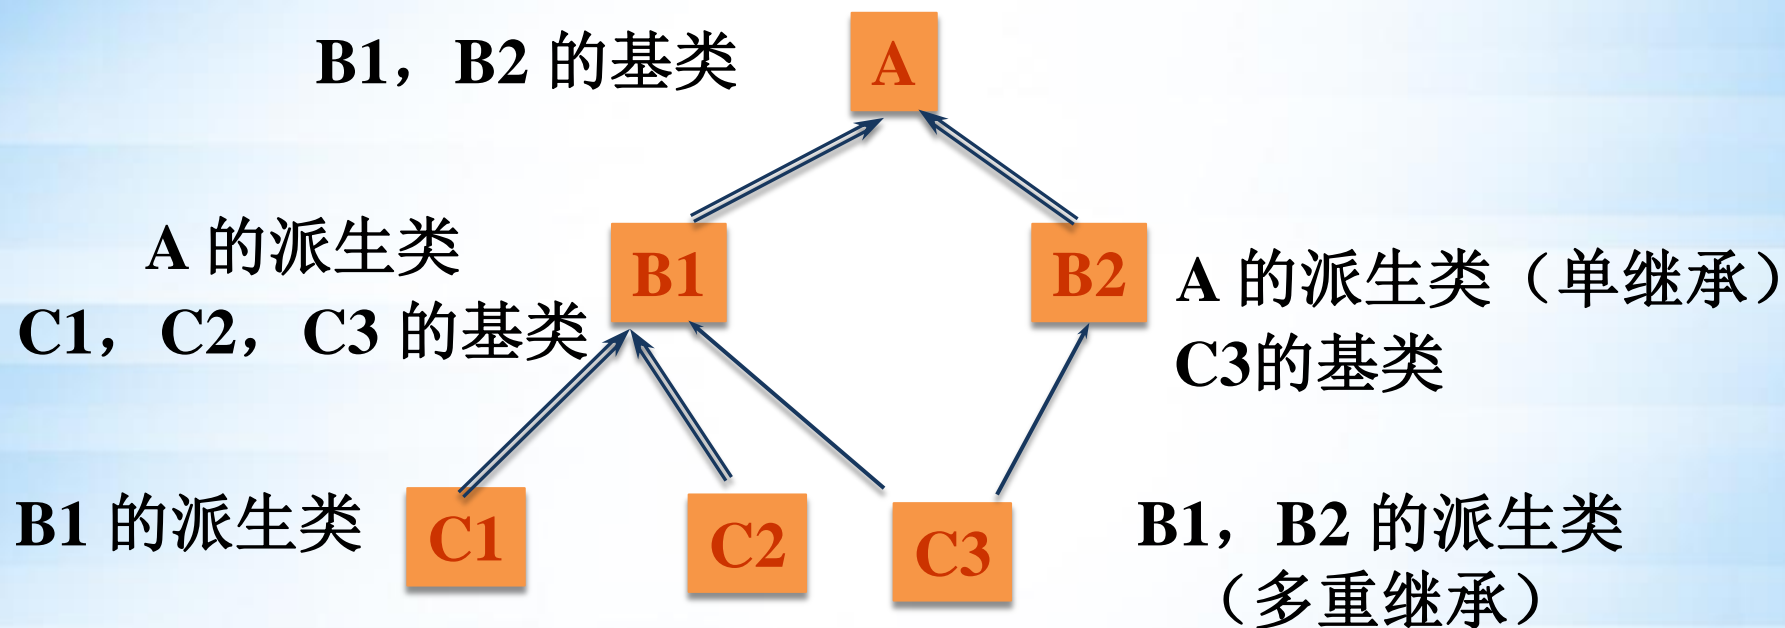 B1，B2 的基类
A
A 的派生类
C1，C2，C3 的基类
B1
B2
A 的派生类（单继承）
C3的基类
B1 的派生类
C1
C2
C3
B1，B2 的派生类
（多重继承）